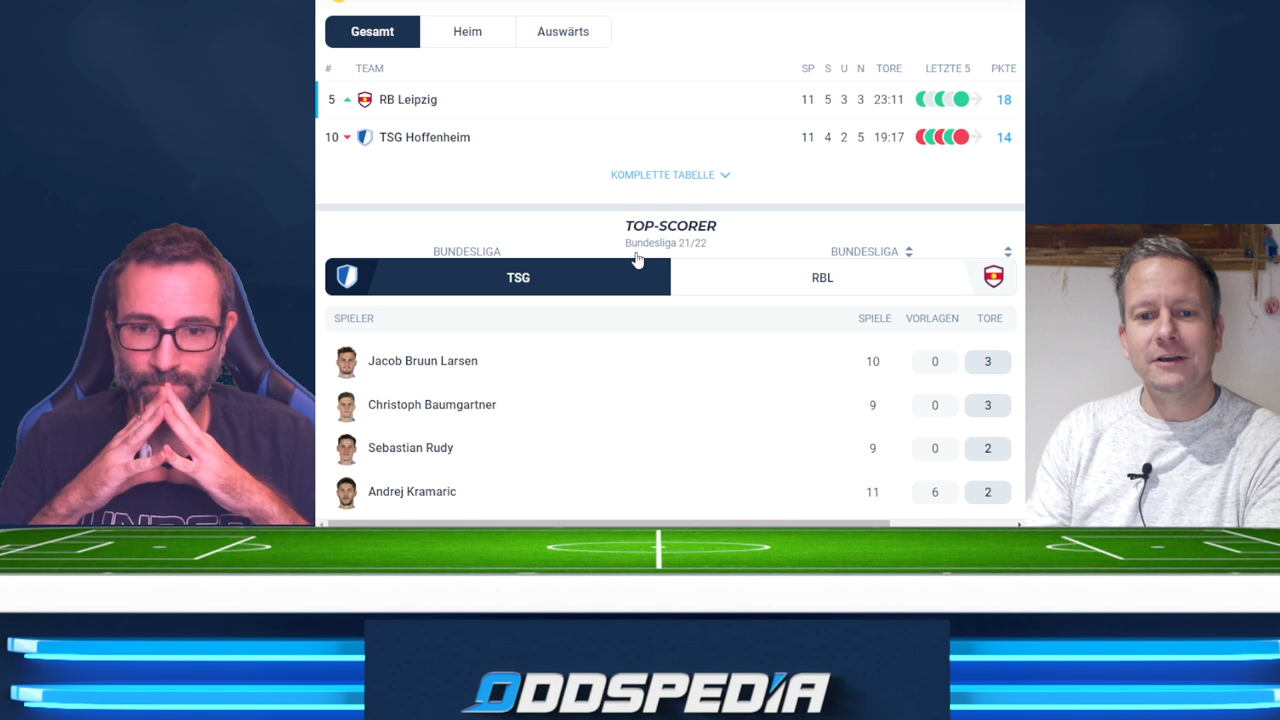 Gesamt Heim Auswärts
# TEAM SP S U N TORE LETZTE 5 PKTE
5 RB Leipzig 11 5 3 3 23:11 18
10 TSG Hoffenheim 11 4 2 5 19:17 14
KOMPLETTE TABELLE
TOP-SCORER
Bundesliga 21/22
BUNDESLIGA BUNDESLIGA
TSG RBL
SPIELER SPIELE VORLAGEN TORE
Jacob Bruun Larsen 10 0 3
Christoph Baumgartner 9 0 3
Sebastian Rudy 9 0 2
Andrej Kramaric 11 6 2
ODDSPEDIA